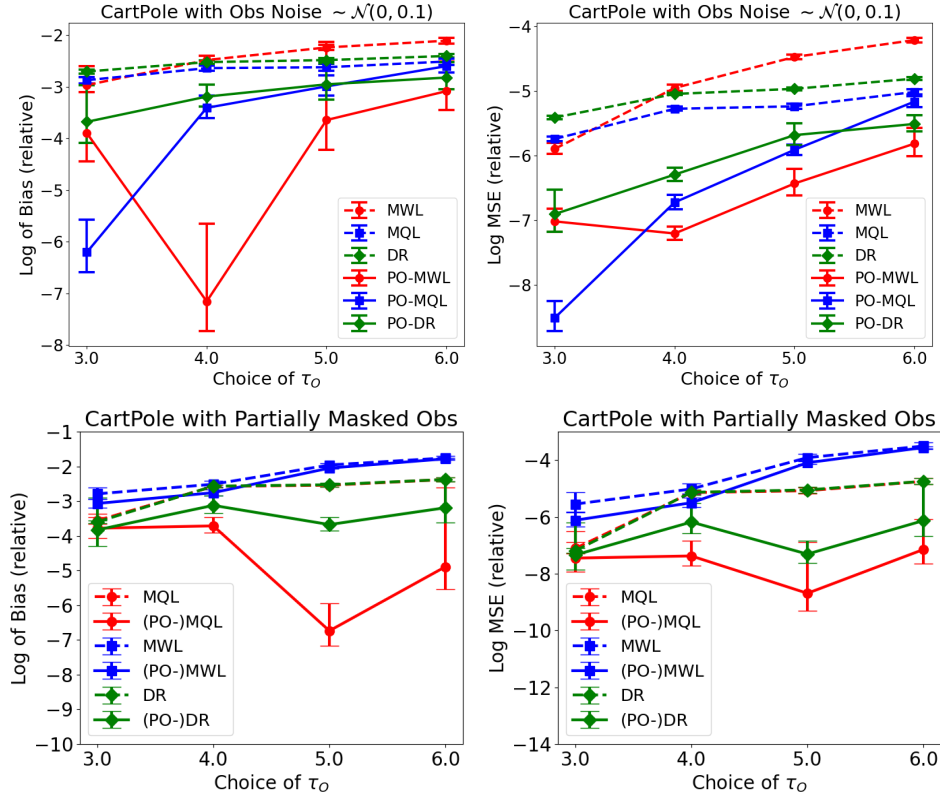 CartPole with Obs Noise ~ 𝒩(0, 0.1)
Log of Bias (relative)
−2
−3
−4
−5
−6
−7
−8
3.0 4.0 5.0 6.0
Choice of τ_O
MWL
MQL
DR
PO-MWL
PO-MQL
PO-DR
CartPole with Obs Noise ~ 𝒩(0, 0.1)
Log MSE (relative)
−4
−5
−6
−7
−8
3.0 4.0 5.0 6.0
Choice of τ_O
MWL
MQL
DR
PO-MWL
PO-MQL
PO-DR
CartPole with Partially Masked Obs
Log of Bias (relative)
−1
−2
−3
−4
−5
−6
−7
−8
−9
−10
3.0 4.0 5.0 6.0
Choice of τ_O
MQL
(PO-)MQL
MWL
(PO-)MWL
DR
(PO-)DR
CartPole with Partially Masked Obs
Log MSE (relative)
−4
−6
−8
−10
−12
−14
3.0 4.0 5.0 6.0
Choice of τ_O
MQL
(PO-)MQL
MWL
(PO-)MWL
DR
(PO-)DR